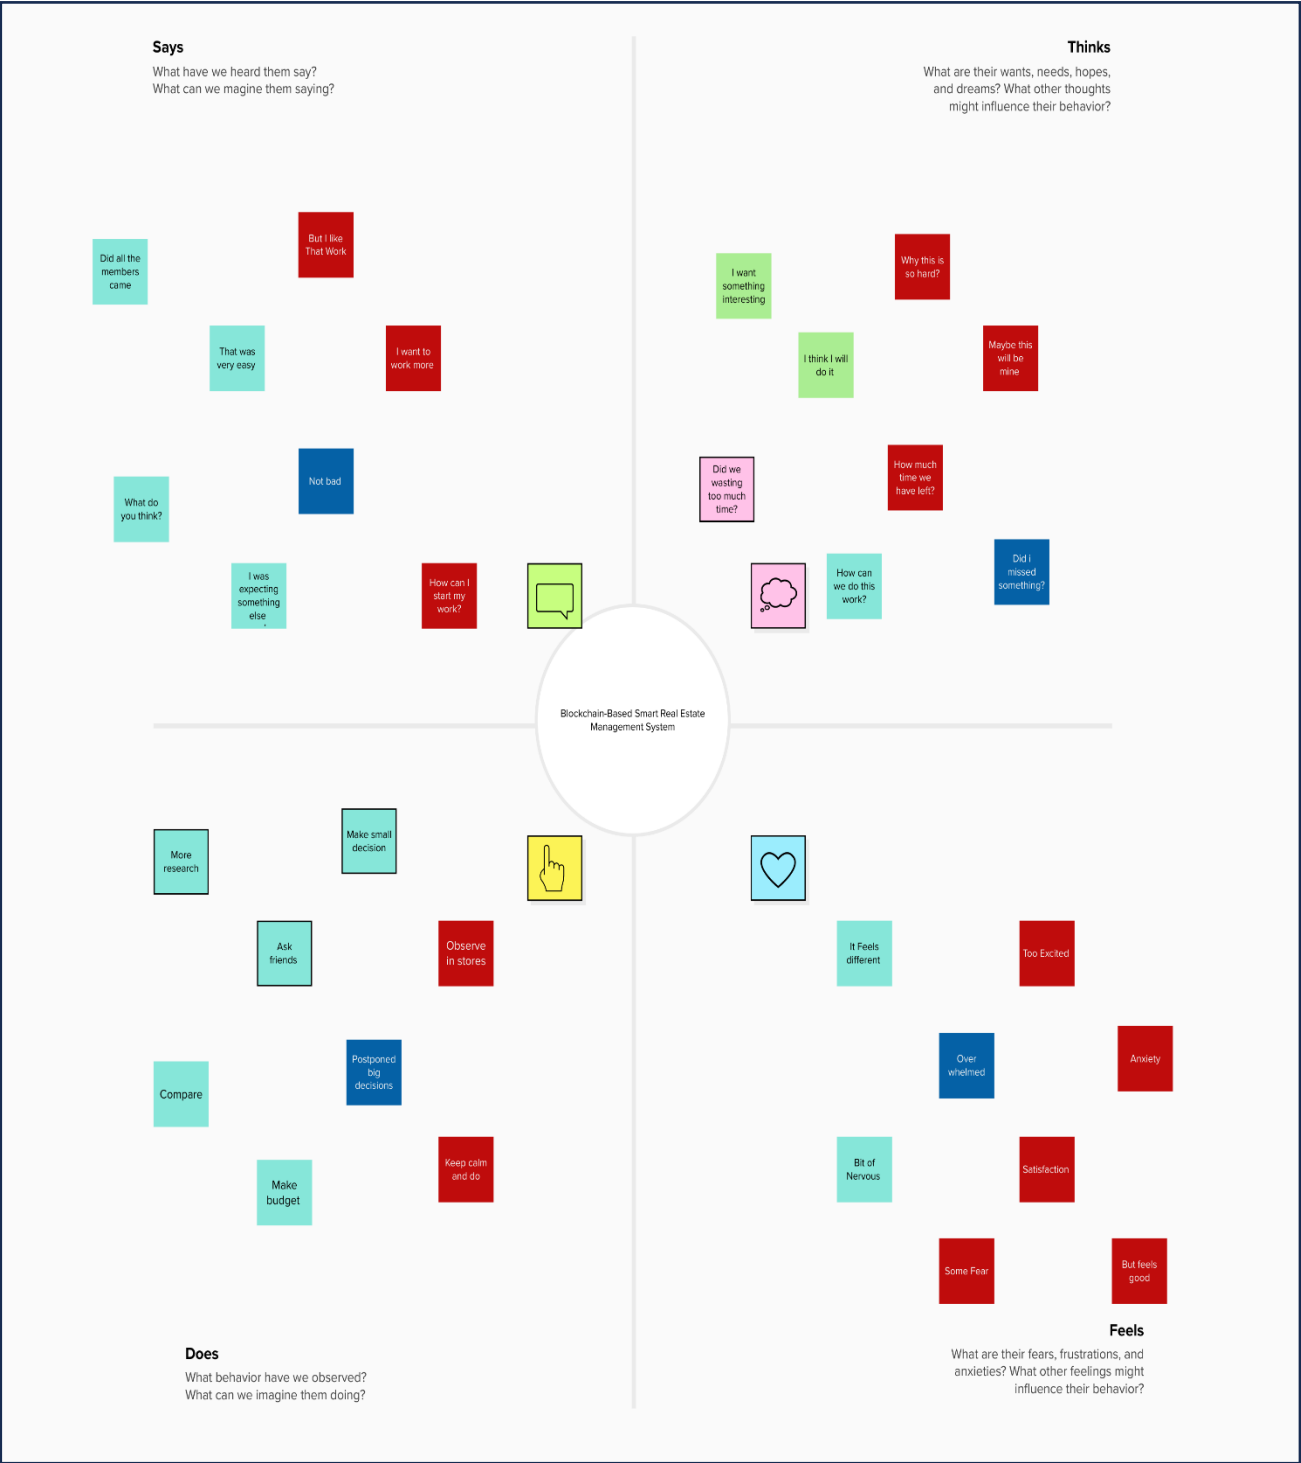 Says
What have we heard them say?
What can we magine them saying?
Thinks
What are their wants, needs, hopes,
and dreams? What other thoughts
might influence their behavior?
But I like
That Work
Did all the
members
came
That was
very easy
I want to
work more
Not bad
What do
you think?
I was
expecting
something
else
How can I
start my
work?
Why this is
so hard?
I want
something
interesting
I think I will
do it
Maybe this
will be
mine
How much
time we
have left?
Did we
wasting
too much
time?
How can
we do this
work?
Did i
missed
something?
Blockchain-Based Smart Real Estate
Management System
Make small
decision
More
research
Ask
friends
Observe
in stores
Postponed
big
decisions
Compare
Keep calm
and do
Make
budget
Does
What behavior have we observed?
What can we imagine them doing?
It Feels
different
Too Excited
Over
whelmed
Anxiety
Bit of
Nervous
Satisfaction
Some Fear
But feels
good
Feels
What are their fears, frustrations, and
anxieties? What other feelings might
influence their behavior?